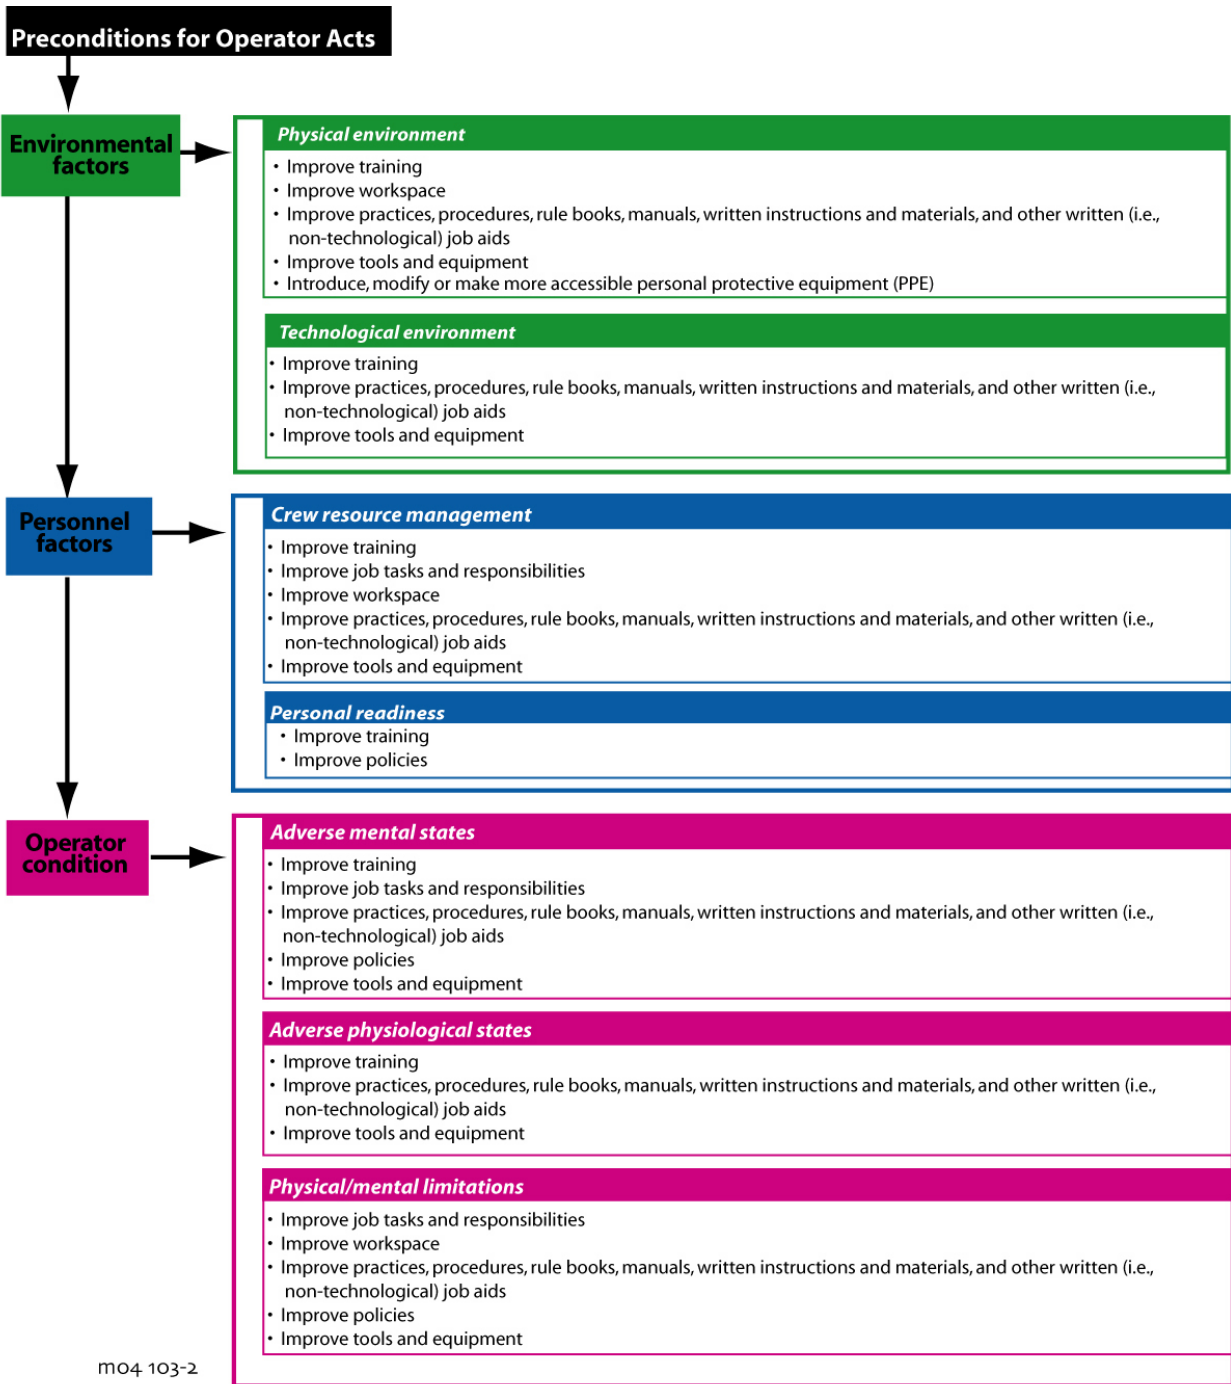 Preconditions for Operator Acts
Environmental
factors
Physical environment
• Improve training
• Improve workspace
• Improve practices, procedures, rule books, manuals, written instructions and materials, and other written (i.e.,
non-technological) job aids
• Improve tools and equipment
• Introduce, modify or make more accessible personal protective equipment (PPE)
Technological environment
• Improve training
• Improve practices, procedures, rule books, manuals, written instructions and materials, and other written (i.e.,
non-technological) job aids
• Improve tools and equipment
Personnel
factors
Crew resource management
• Improve training
• Improve job tasks and responsibilities
• Improve workspace
• Improve practices, procedures, rule books, manuals, written instructions and materials, and other written (i.e.,
non-technological) job aids
• Improve tools and equipment
Personal readiness
• Improve training
• Improve policies
Operator
condition
Adverse mental states
• Improve training
• Improve job tasks and responsibilities
• Improve practices, procedures, rule books, manuals, written instructions and materials, and other written (i.e.,
non-technological) job aids
• Improve policies
• Improve tools and equipment
Adverse physiological states
• Improve training
• Improve practices, procedures, rule books, manuals, written instructions and materials, and other written (i.e.,
non-technological) job aids
• Improve tools and equipment
Physical/mental limitations
• Improve job tasks and responsibilities
• Improve workspace
• Improve practices, procedures, rule books, manuals, written instructions and materials, and other written (i.e.,
non-technological) job aids
• Improve policies
• Improve tools and equipment
m04 103-2